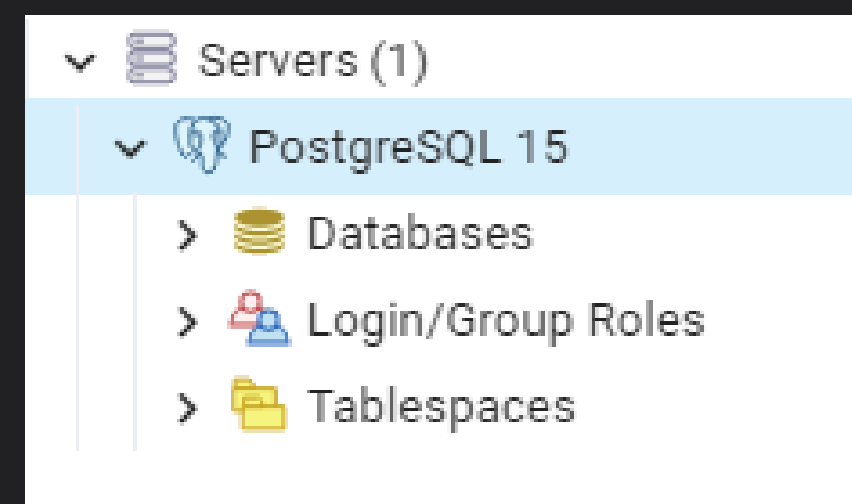 Servers (1)
PostgreSQL 15
Databases
Login/Group Roles
Tablespaces